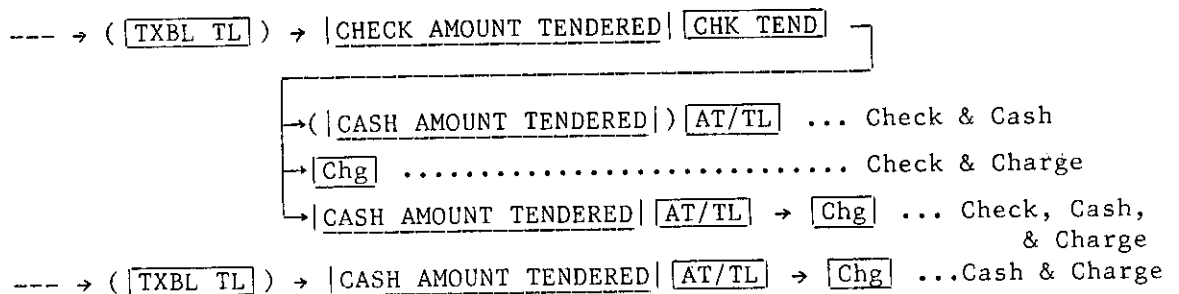 --- → ( [TXBL TL] ) → |CHECK AMOUNT TENDERED| [CHK TEND]
→(|CASH AMOUNT TENDERED|) [AT/TL] ... Check & Cash
→[Chg] ............................. Check & Charge
→|CASH AMOUNT TENDERED| [AT/TL] → [Chg] ... Check, Cash,
& Charge
--- → ( [TXBL TL] ) → |CASH AMOUNT TENDERED| [AT/TL] → [Chg] ...Cash & Charge